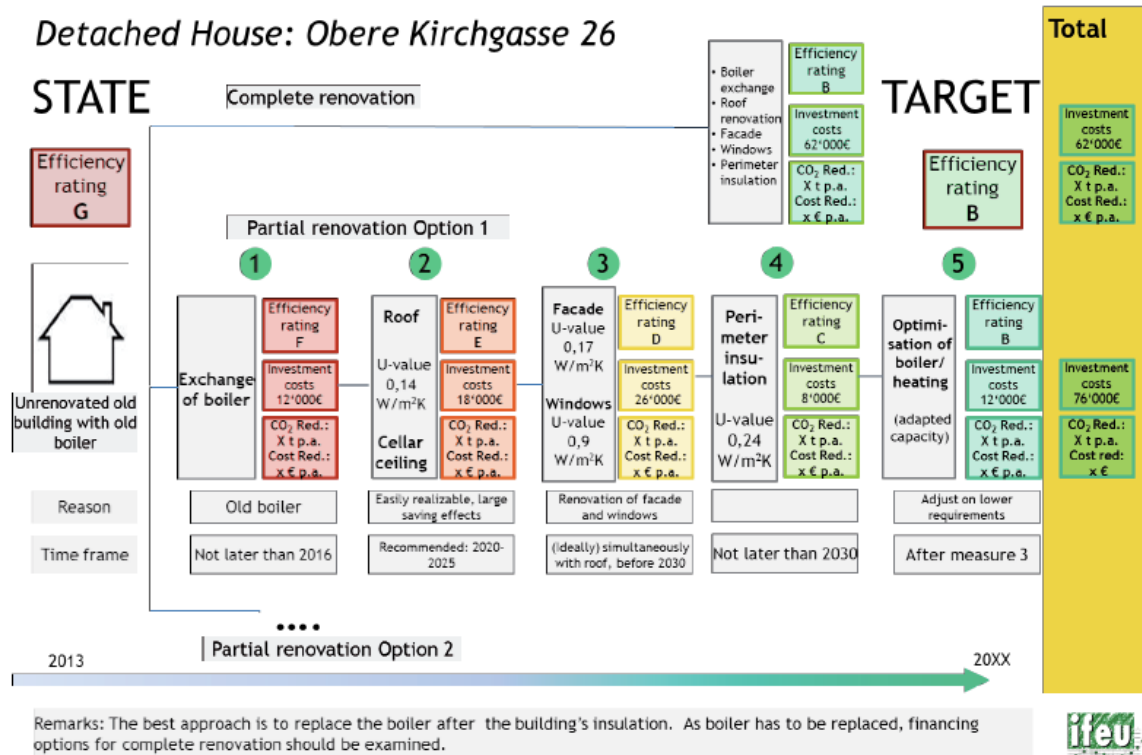 Detached House: Obere Kirchgasse 26
Total
STATE
Complete renovation
• Boiler
exchange
• Roof
renovation
• Facade
• Windows
• Perimeter
insulation
Efficiency
rating
B
Investment
costs
62'000€
CO₂ Red.:
X t p.a.
Cost Red.:
x € p.a.
TARGET
Investment
costs
62'000€
CO₂ Red.:
X t p.a.
Cost Red.:
x € p.a.
Efficiency
rating
G
Efficiency
rating
B
Partial renovation Option 1
1
2
3
4
5
Unrenovated old
building with old
boiler
Exchange
of boiler
Efficiency
rating
F
Investment
costs
12'000€
CO₂ Red.:
X t p.a.
Cost Red.:
x € p.a.
Roof
U-value
0,14
W/m²K
Cellar
ceiling
Efficiency
rating
E
Investment
costs
18'000€
CO₂ Red.:
X t p.a.
Cost Red.:
x € p.a.
Facade
U-value
0,17
W/m²K
Windows
U-value
0,9
W/m²K
Efficiency
rating
D
Investment
costs
26'000€
CO₂ Red.:
X t p.a.
Cost Red.:
x € p.a.
Peri-
meter
insu-
lation
U-value
0,24
W/m²K
Efficiency
rating
C
Investment
costs
8'000€
CO₂ Red.:
X t p.a.
Cost Red.:
x € p.a.
Optimi-
sation of
boiler/
heating
(adapted
capacity)
Efficiency
rating
B
Investment
costs
12'000€
CO₂ Red.:
X t p.a.
Cost Red.:
x € p.a.
Investment
costs
76'000€
CO₂ Red.:
X t p.a.
Cost red:
x €
Reason
Old boiler
Easily realizable, large
saving effects
Renovation of facade
and windows
Adjust on lower
requirements
Time frame
Not later than 2016
Recommended: 2020-
2025
(ideally) simultaneously
with roof, before 2030
Not later than 2030
After measure 3
....
Partial renovation Option 2
2013
20XX
Remarks: The best approach is to replace the boiler after the building's insulation. As boiler has to be replaced, financing
options for complete renovation should be examined.
ifeu